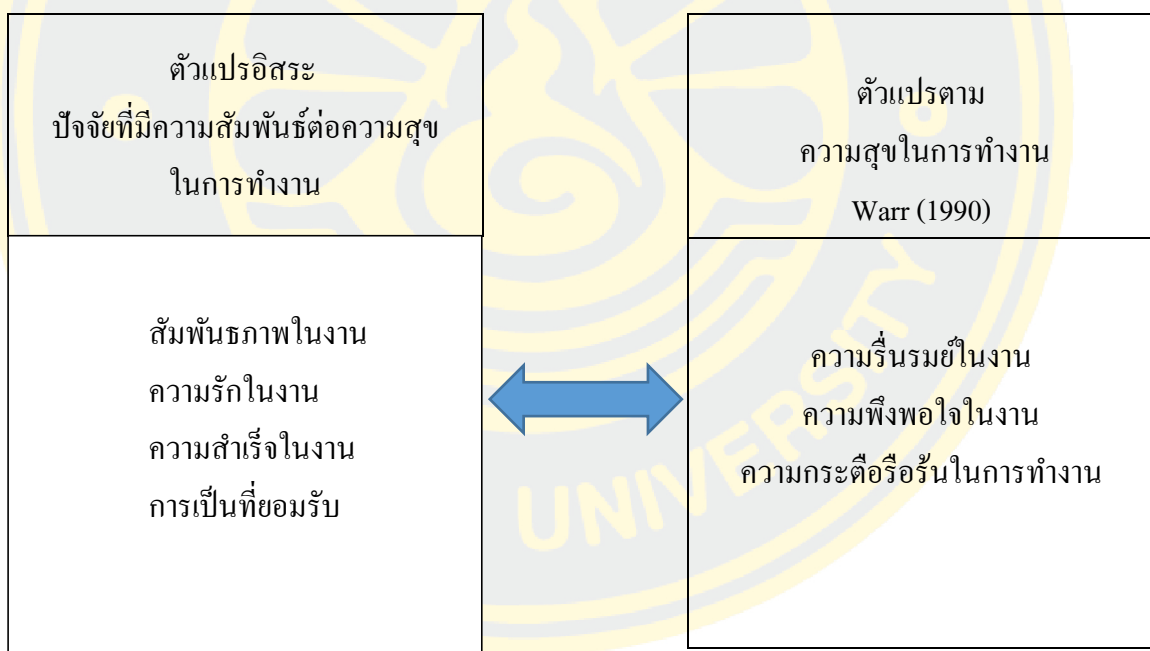 ตัวแปรอิสระ
ปัจจัยที่มีความสัมพันธ์ต่อความสุข
ในการทำงาน
สัมพันธภาพในงาน
ความรักในงาน
ความสำเร็จในงาน
การเป็นที่ยอมรับ
ตัวแปรตาม
ความสุขในการทำงาน
Warr (1990)
ความรื่นรมย์ในงาน
ความพึงพอใจในงาน
ความกระตือรือร้นในการทำงาน
UNIVERSITY